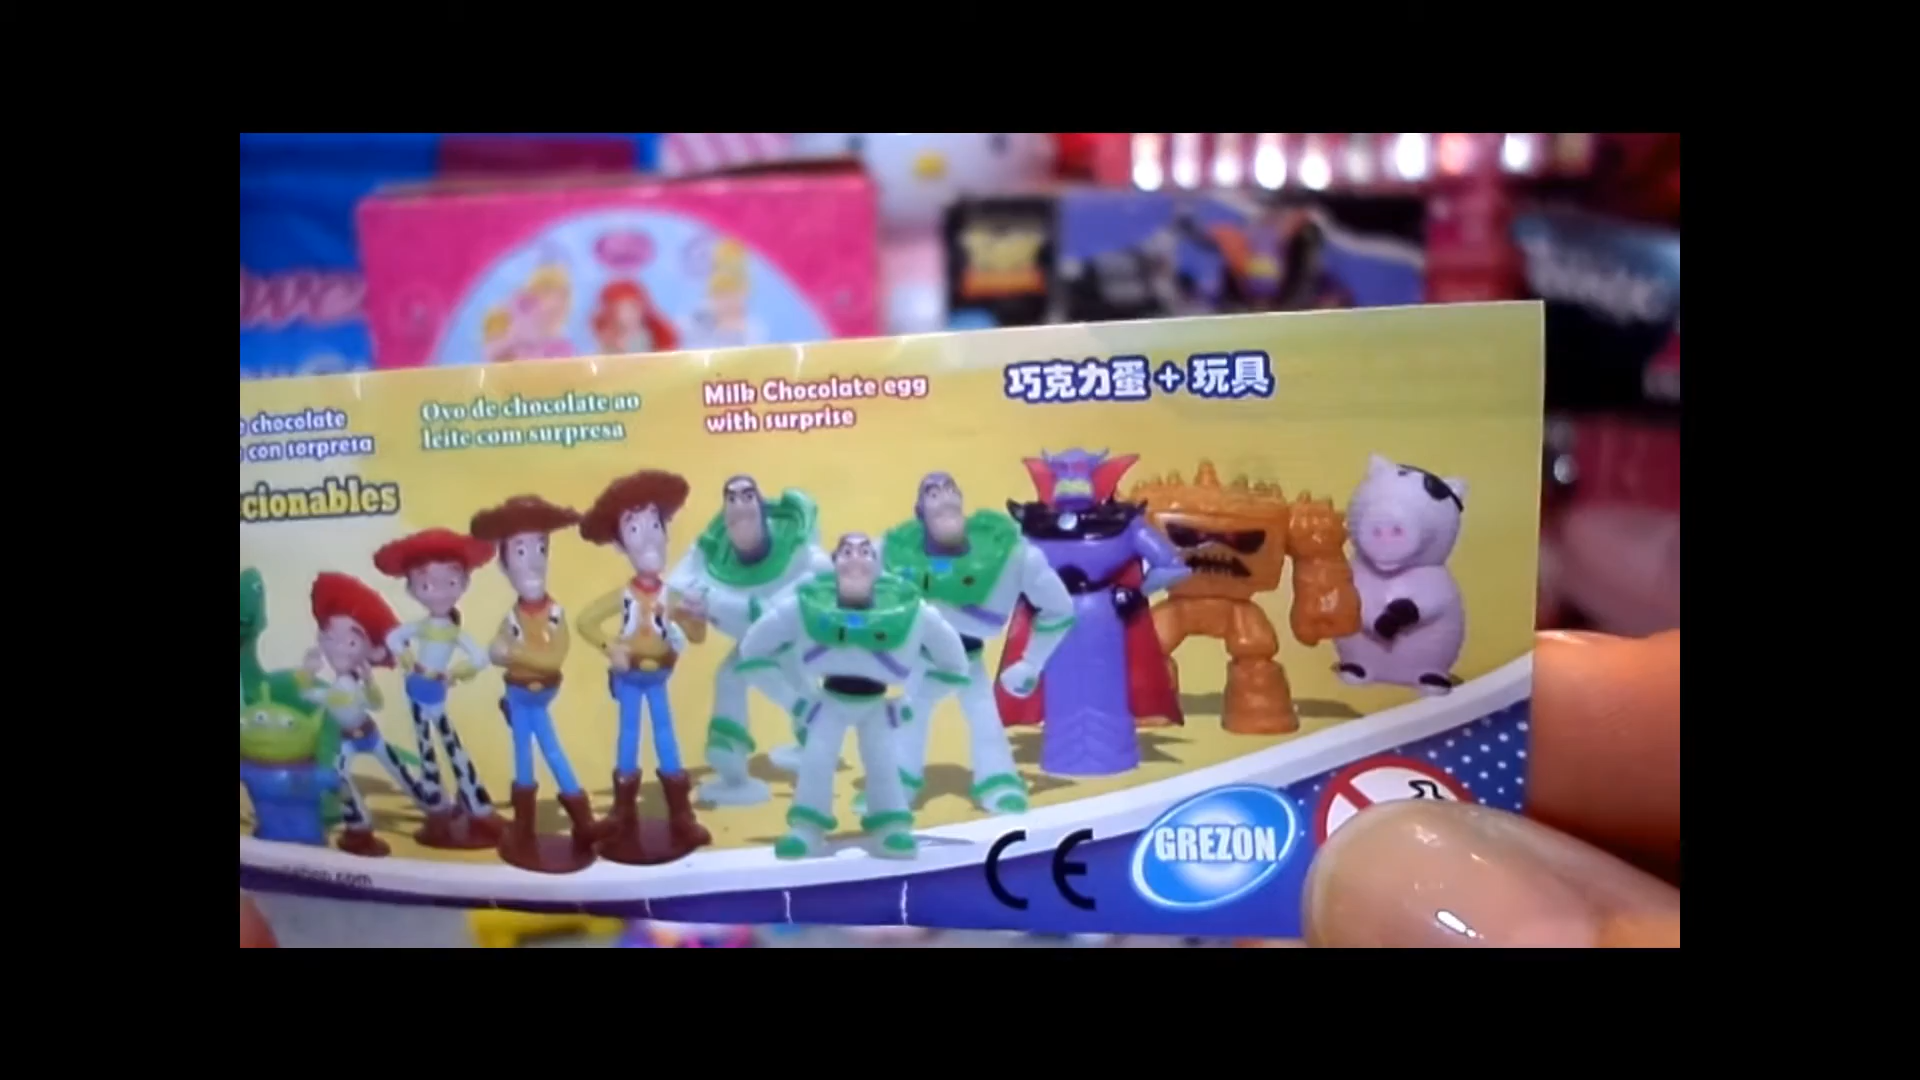 chocolate
con sorpresa
cionables
Ovo de chocolate ao
leite com surpresa
Milk Chocolate egg
with surprise
巧克力蛋 + 玩具
CE
GREZON